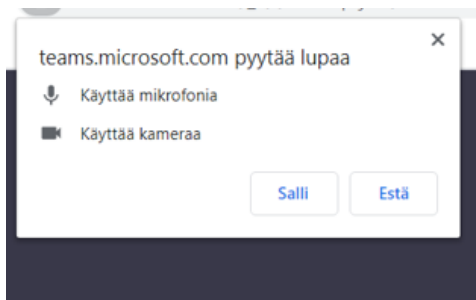 teams.microsoft.com pyytää lupaa
Käyttää mikrofonia
Käyttää kameraa
Salli
Estä